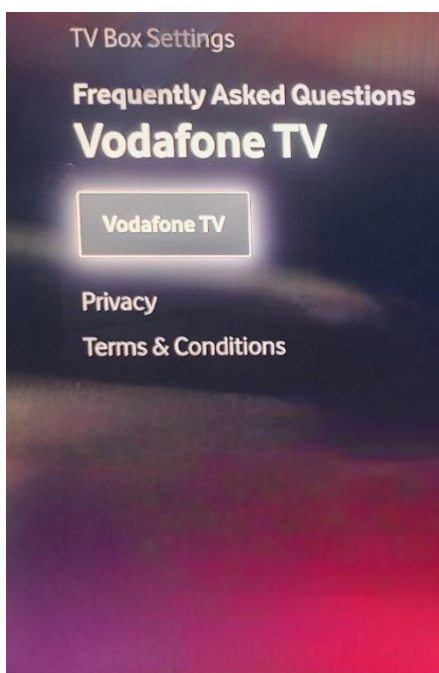 TV Box Settings
Frequently Asked Questions
Vodafone TV
Vodafone TV
Privacy
Terms & Conditions